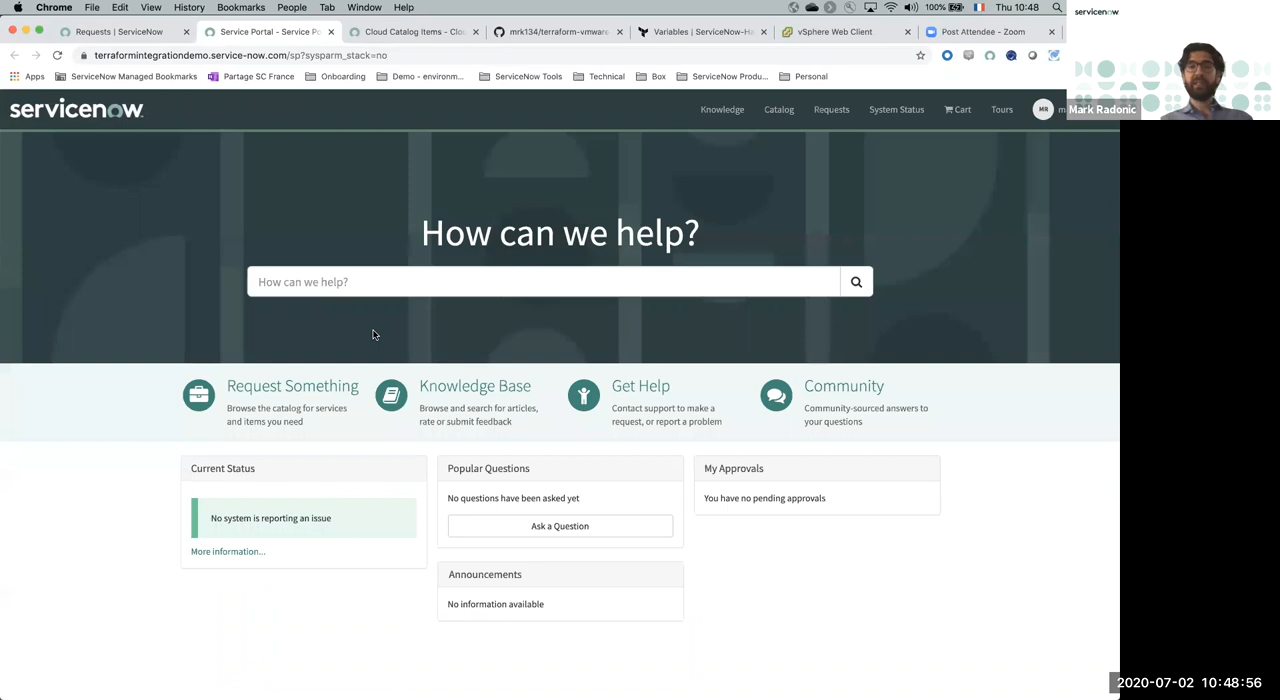 Chrome File Edit View History Bookmarks People Tab Window Help
100% Thu 10:48
servicenow
Requests | ServiceNow
Service Portal - Service Po
Cloud Catalog Items - Clou
mrk134/terraform-vmware-
Variables | ServiceNow-Ha
vSphere Web Client
Post Attendee - Zoom
terraformintegrationdemo.service-now.com/sp?sysparm_stack=no
Apps ServiceNow Managed Bookmarks Partage SC France Onboarding Demo - environm... ServiceNow Tools Technical Box ServiceNow Produ... Personal
servicenow
Knowledge Catalog Requests System Status Cart Tours MR m
Mark Radonic
How can we help?
How can we help?
Request Something
Browse the catalog for services
and items you need
Knowledge Base
Browse and search for articles,
rate or submit feedback
Get Help
Contact support to make a
request, or report a problem
Community
Community-sourced answers to
your questions
Current Status
No system is reporting an issue
More information...
Popular Questions
No questions have been asked yet
Ask a Question
Announcements
No information available
My Approvals
You have no pending approvals
2020-07-02 10:48:56